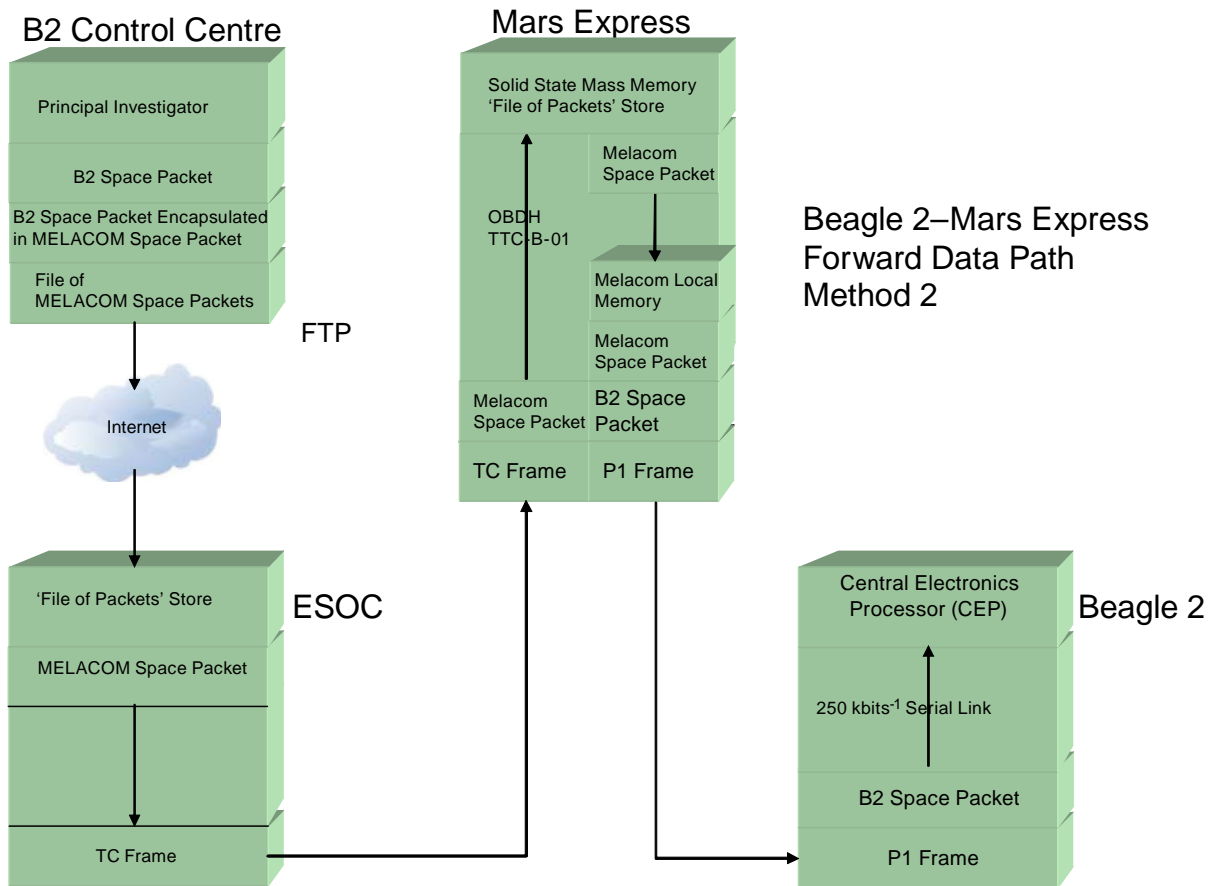 B2 Control Centre
Principal Investigator
B2 Space Packet
B2 Space Packet Encapsulated
in MELACOM Space Packet
File of
MELACOM Space Packets
FTP
Internet
'File of Packets' Store
ESOC
MELACOM Space Packet
TC Frame
Mars Express
Solid State Mass Memory
'File of Packets' Store
OBDH
TTC-B-01
Melacom
Space Packet
TC Frame
Melacom
Space Packet
Melacom Local
Memory
Melacom
Space Packet
B2 Space
Packet
P1 Frame
Beagle 2–Mars Express
Forward Data Path
Method 2
Central Electronics
Processor (CEP)
Beagle 2
250 kbits-1 Serial Link
B2 Space Packet
P1 Frame